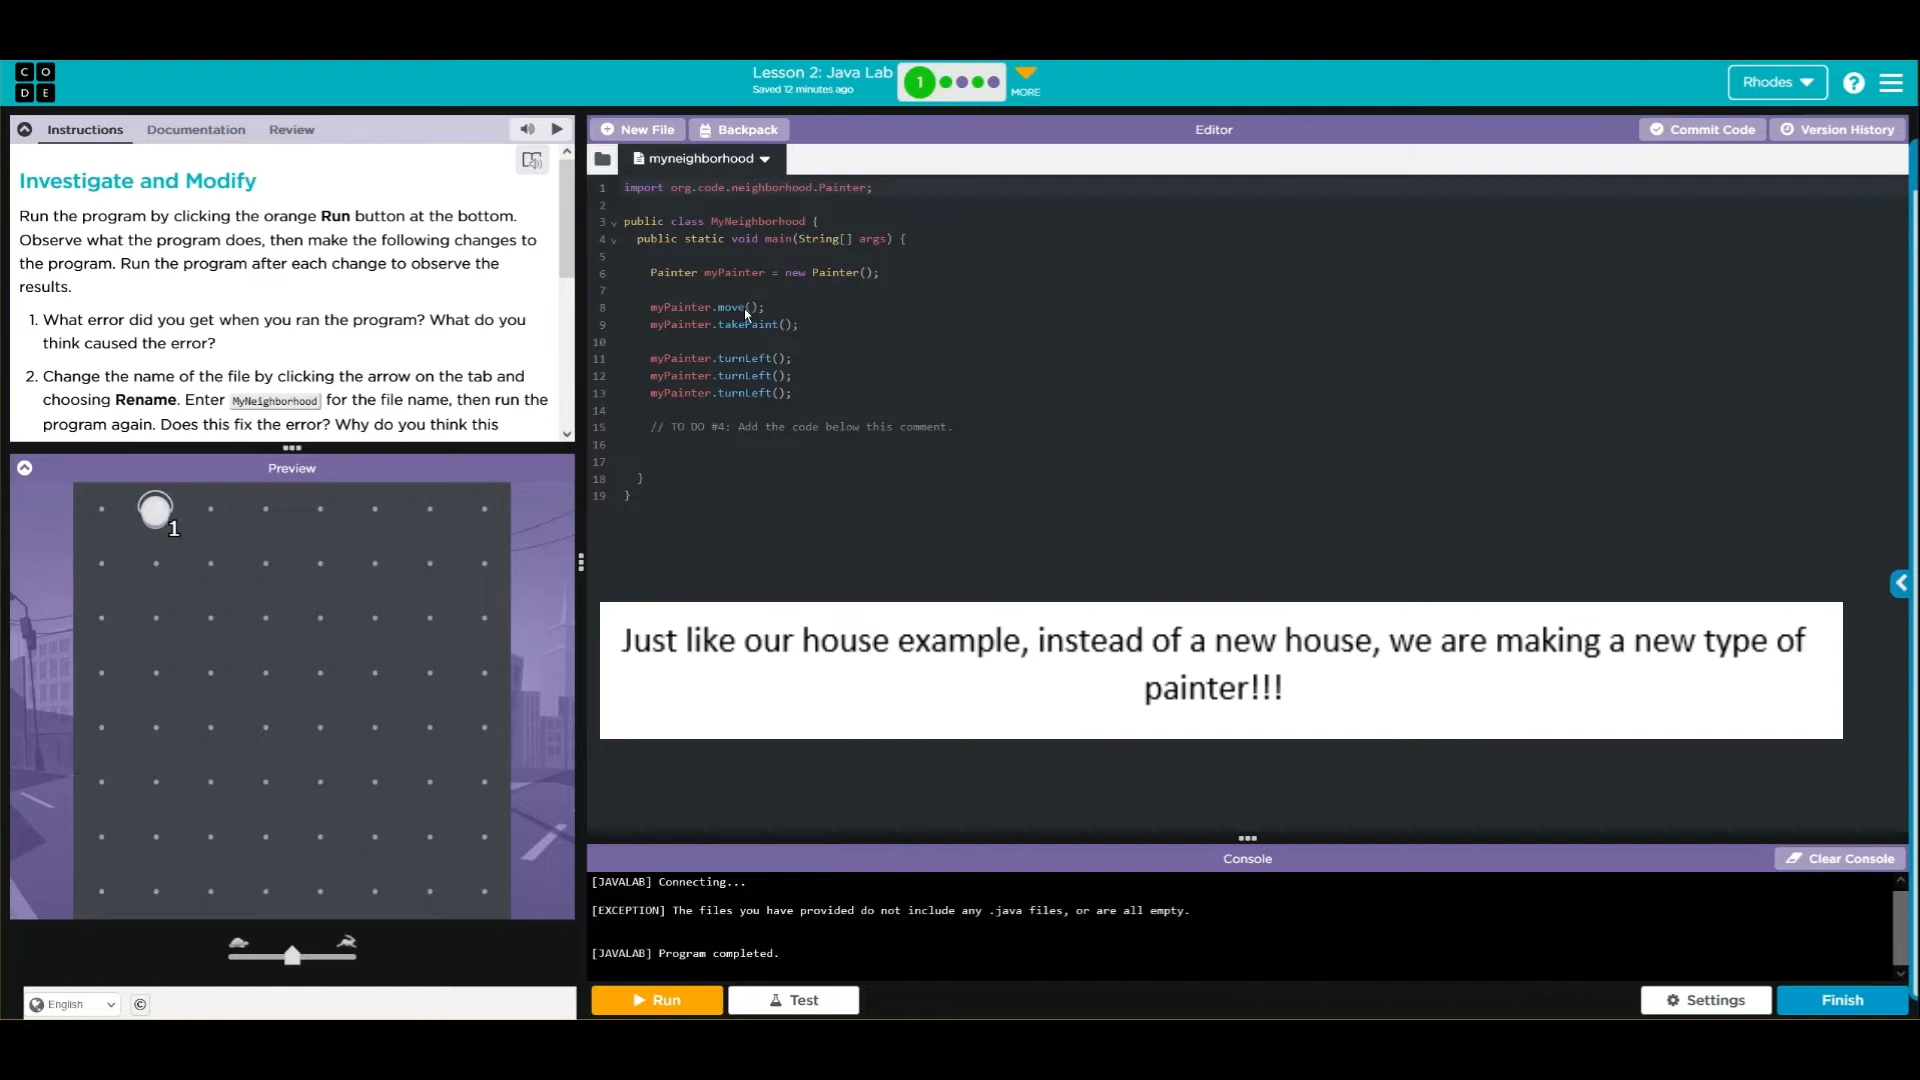 C O
D E
Lesson 2: Java Lab
Saved 12 minutes ago
1
MORE
Rhodes
?
Instructions Documentation Review
Investigate and Modify
Run the program by clicking the orange Run button at the bottom.
Observe what the program does, then make the following changes to
the program. Run the program after each change to observe the
results.
1. What error did you get when you ran the program? What do you
think caused the error?
2. Change the name of the file by clicking the arrow on the tab and
choosing Rename. Enter MyNeighborhood for the file name, then run the
program again. Does this fix the error? Why do you think this
Preview
1
English
©
New File Backpack Editor Commit Code Version History
myneighborhood
1 import org.code.neighborhood.Painter;
2
3 public class MyNeighborhood {
4 public static void main(String[] args) {
5
6 Painter myPainter = new Painter();
7
8 myPainter.move();
9 myPainter.takePaint();
10
11 myPainter.turnLeft();
12 myPainter.turnLeft();
13 myPainter.turnLeft();
14
15 // TO DO #4: Add the code below this comment.
16
17
18 }
19 }
Just like our house example, instead of a new house, we are making a new type of
painter!!!
Console Clear Console
[JAVALAB] Connecting...
[EXCEPTION] The files you have provided do not include any .java files, or are all empty.
[JAVALAB] Program completed.
Run Test Settings Finish